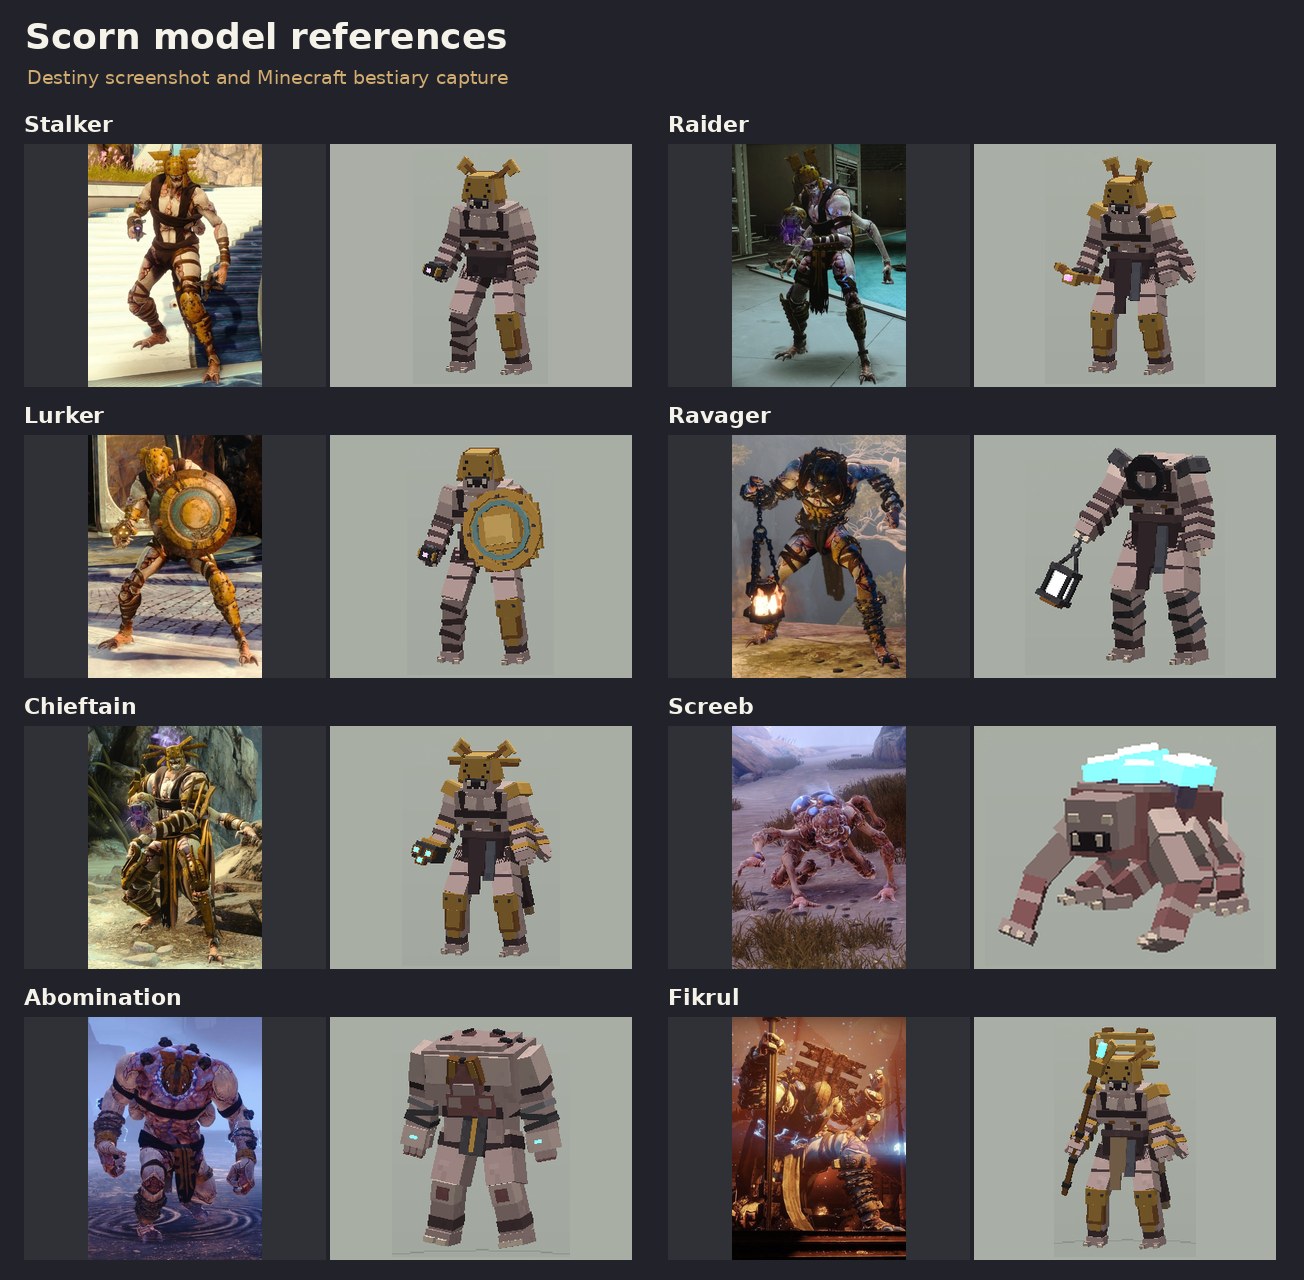 Scorn model references
Destiny screenshot and Minecraft bestiary capture
Stalker
Raider
Lurker
Ravager
Chieftain
Screeb
Abomination
Fikrul